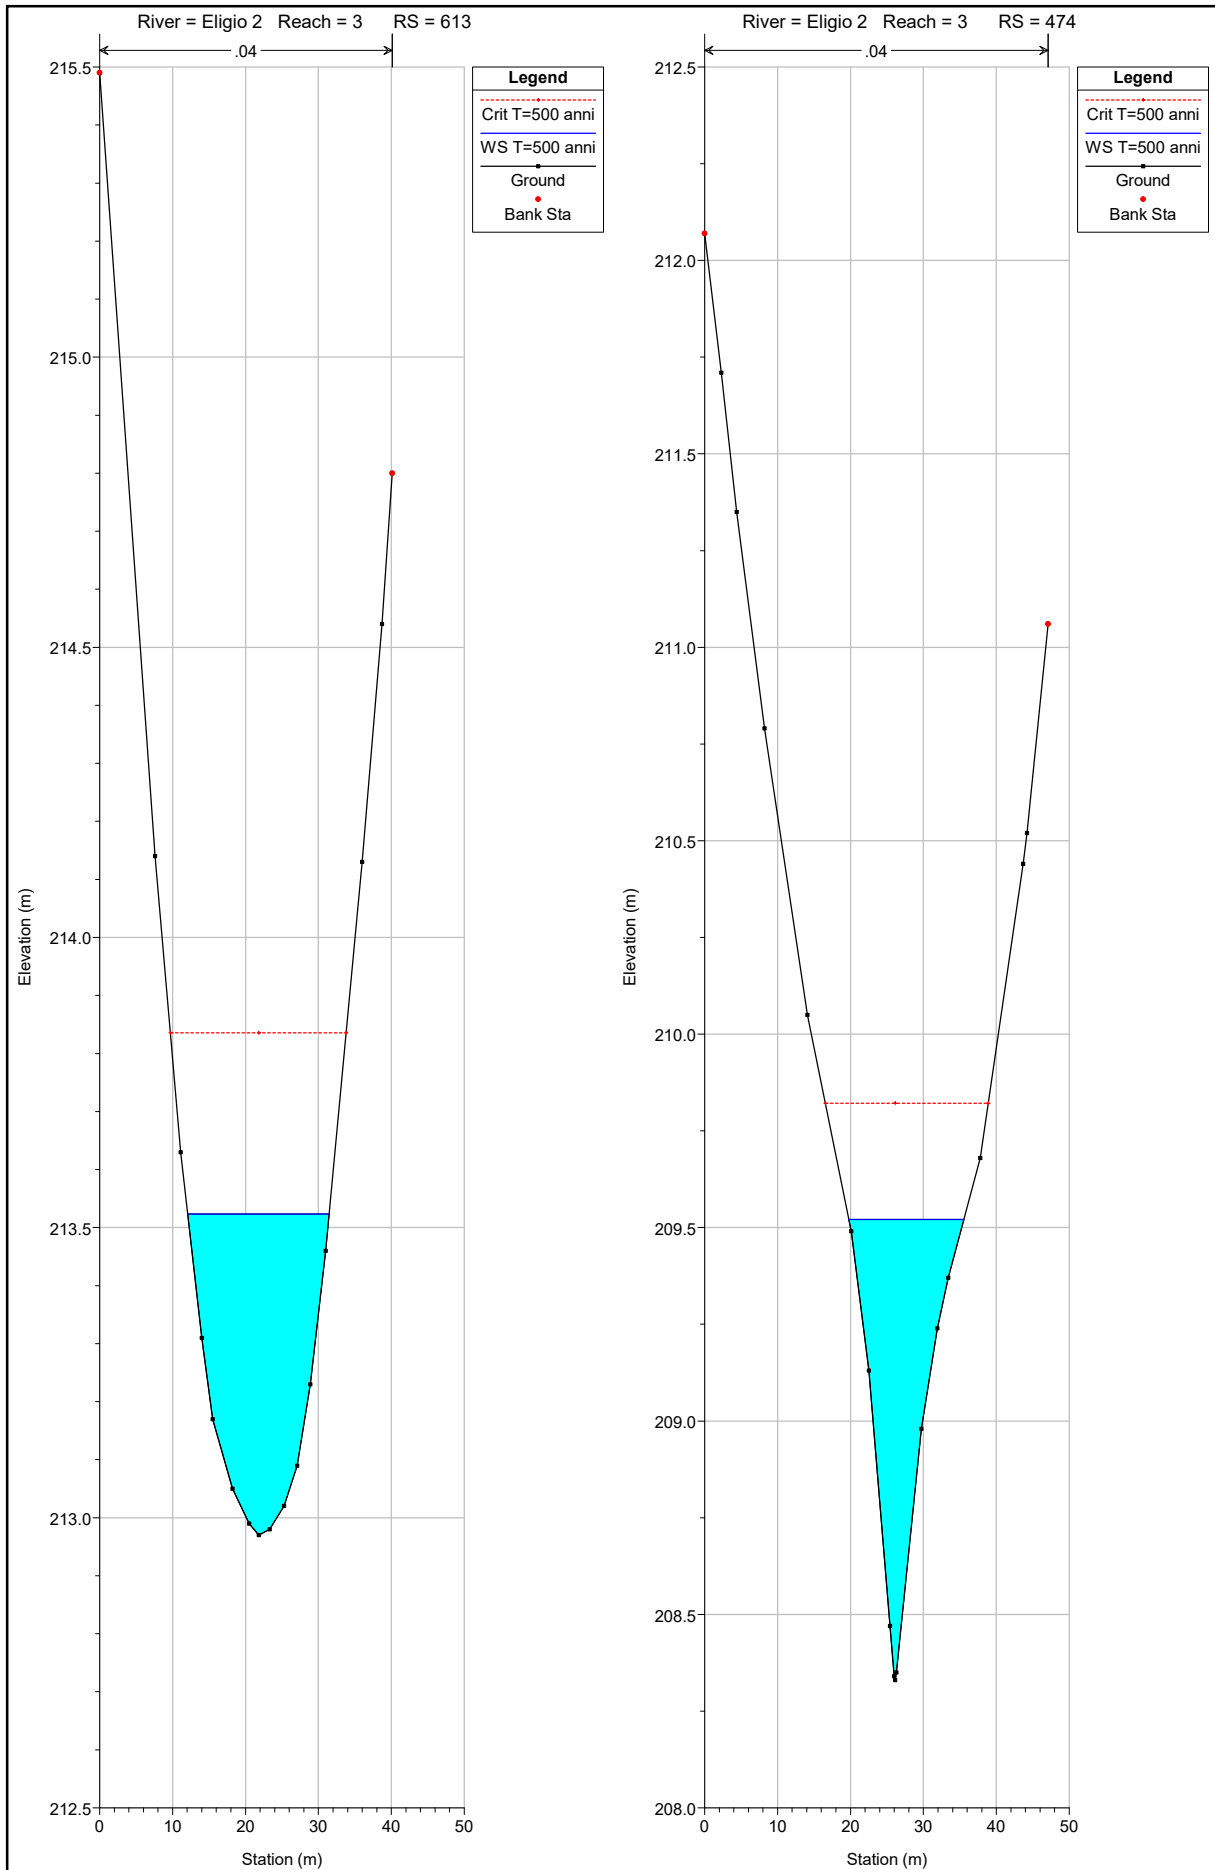 River = Eligio 2 Reach = 3 RS = 613
.04
215.5
215.0
214.5
214.0
213.5
213.0
212.5
Elevation (m)
0 10 20 30 40 50
Station (m)
Legend
Crit T=500 anni
WS T=500 anni
Ground
Bank Sta
River = Eligio 2 Reach = 3 RS = 474
.04
212.5
212.0
211.5
211.0
210.5
210.0
209.5
209.0
208.5
208.0
Elevation (m)
0 10 20 30 40 50
Station (m)
Legend
Crit T=500 anni
WS T=500 anni
Ground
Bank Sta